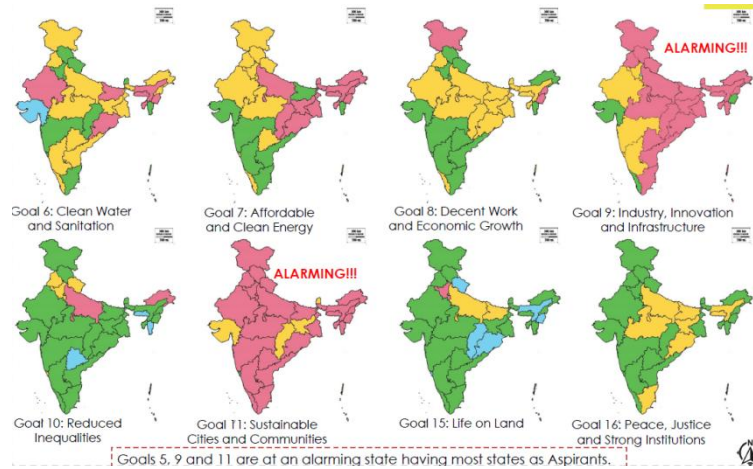 ALARMING!!!
Goal 6: Clean Water
and Sanitation
Goal 7: Affordable
and Clean Energy
Goal 8: Decent Work
and Economic Growth
Goal 9: Industry, Innovation
and Infrastructure
ALARMING!!!
Goal 10: Reduced
Inequalities
Goal 11: Sustainable
Cities and Communities
Goal 15: Life on Land
Goal 16: Peace, Justice
and Strong Institutions
Goals 5, 9 and 11 are at an alarming state having most states as Aspirants.